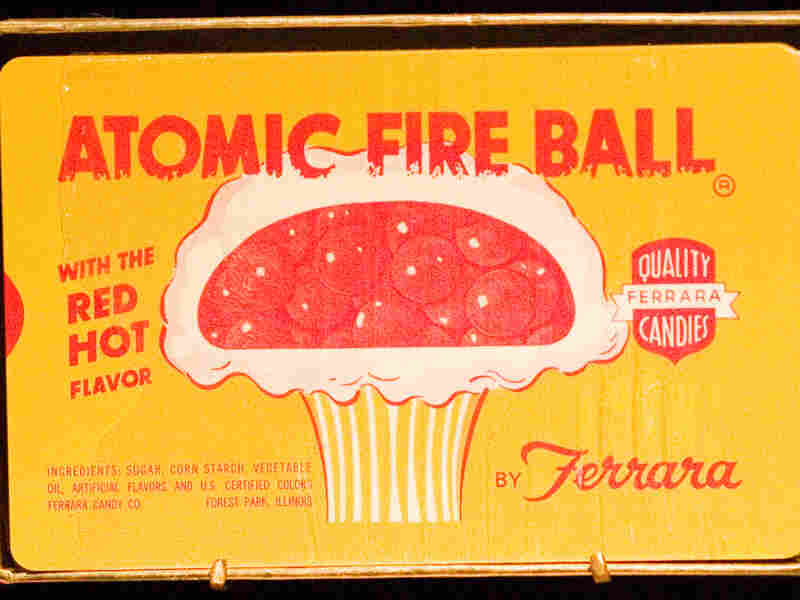 ATOMIC FIRE BALL
®
WITH THE
RED
HOT
FLAVOR
QUALITY
FERRARA
CANDIES
INGREDIENTS: SUGAR, CORN STARCH, VEGETABLE
OIL, ARTIFICIAL FLAVORS AND U.S. CERTIFIED COLORS
FERRARA CANDY CO. FOREST PARK, ILLINOIS
BY Ferrara